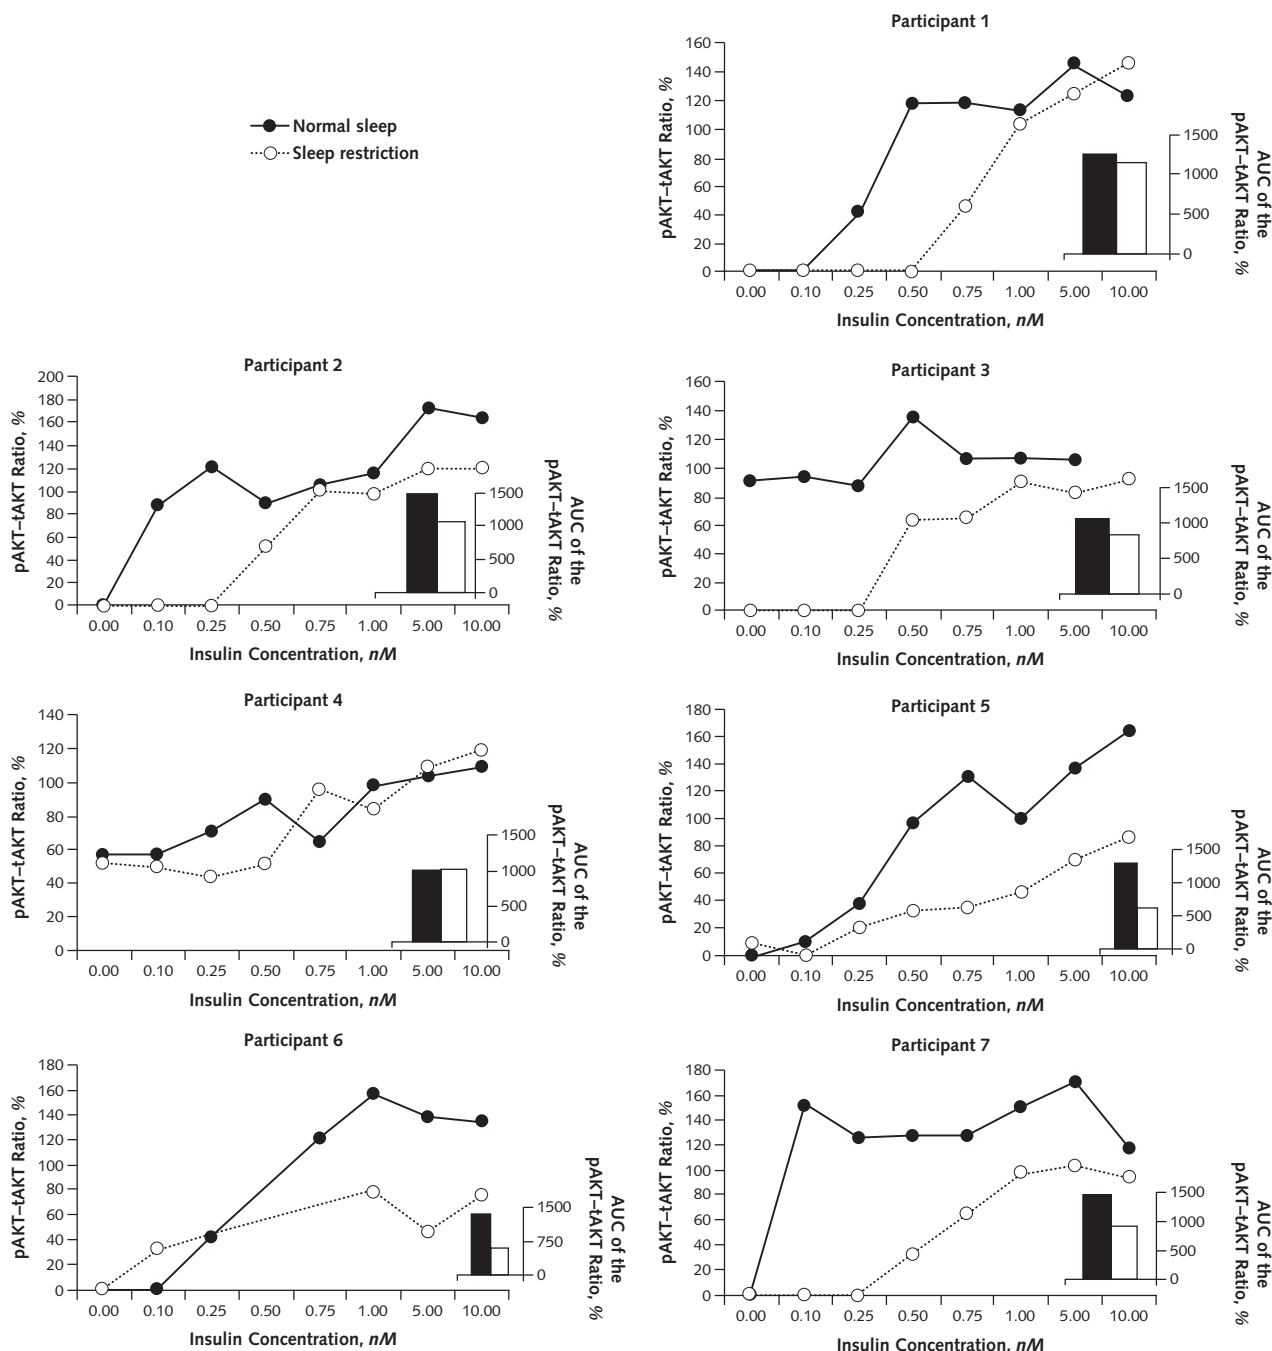 Normal sleep
Sleep restriction
Participant 1
pAKT–tAKT Ratio, %
160
140
120
100
80
60
40
20
0
0.00 0.10 0.25 0.50 0.75 1.00 5.00 10.00
Insulin Concentration, nM
1500
1000
500
0
AUC of the
pAKT–tAKT Ratio, %
Participant 2
pAKT–tAKT Ratio, %
200
180
160
140
120
100
80
60
40
20
0
0.00 0.10 0.25 0.50 0.75 1.00 5.00 10.00
Insulin Concentration, nM
1500
1000
500
0
AUC of the
pAKT–tAKT Ratio, %
Participant 3
pAKT–tAKT Ratio, %
160
140
120
100
80
60
40
20
0
0.00 0.10 0.25 0.50 0.75 1.00 5.00 10.00
Insulin Concentration, nM
1500
1000
500
0
AUC of the
pAKT–tAKT Ratio, %
Participant 4
pAKT–tAKT Ratio, %
140
120
100
80
60
40
20
0
0.00 0.10 0.25 0.50 0.75 1.00 5.00 10.00
Insulin Concentration, nM
1500
1000
500
0
AUC of the
pAKT–tAKT Ratio, %
Participant 5
pAKT–tAKT Ratio, %
180
160
140
120
100
80
60
40
20
0
0.00 0.10 0.25 0.50 0.75 1.00 5.00 10.00
Insulin Concentration, nM
1500
1000
500
0
AUC of the
pAKT–tAKT Ratio, %
Participant 6
pAKT–tAKT Ratio, %
180
160
140
120
100
80
60
40
20
0
0.00 0.10 0.25 0.50 0.75 1.00 5.00 10.00
Insulin Concentration, nM
1500
750
0
AUC of the
pAKT–tAKT Ratio, %
Participant 7
pAKT–tAKT Ratio, %
180
160
140
120
100
80
60
40
20
0
0.00 0.10 0.25 0.50 0.75 1.00 5.00 10.00
Insulin Concentration, nM
1500
1000
500
0
AUC of the
pAKT–tAKT Ratio, %